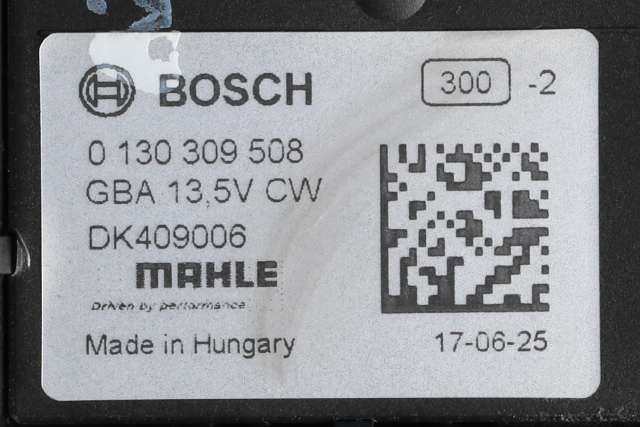 BOSCH 300 -2
0 130 309 508
GBA 13,5V CW
DK409006
MAHLE
Driven by performance
Made in Hungary 17-06-25